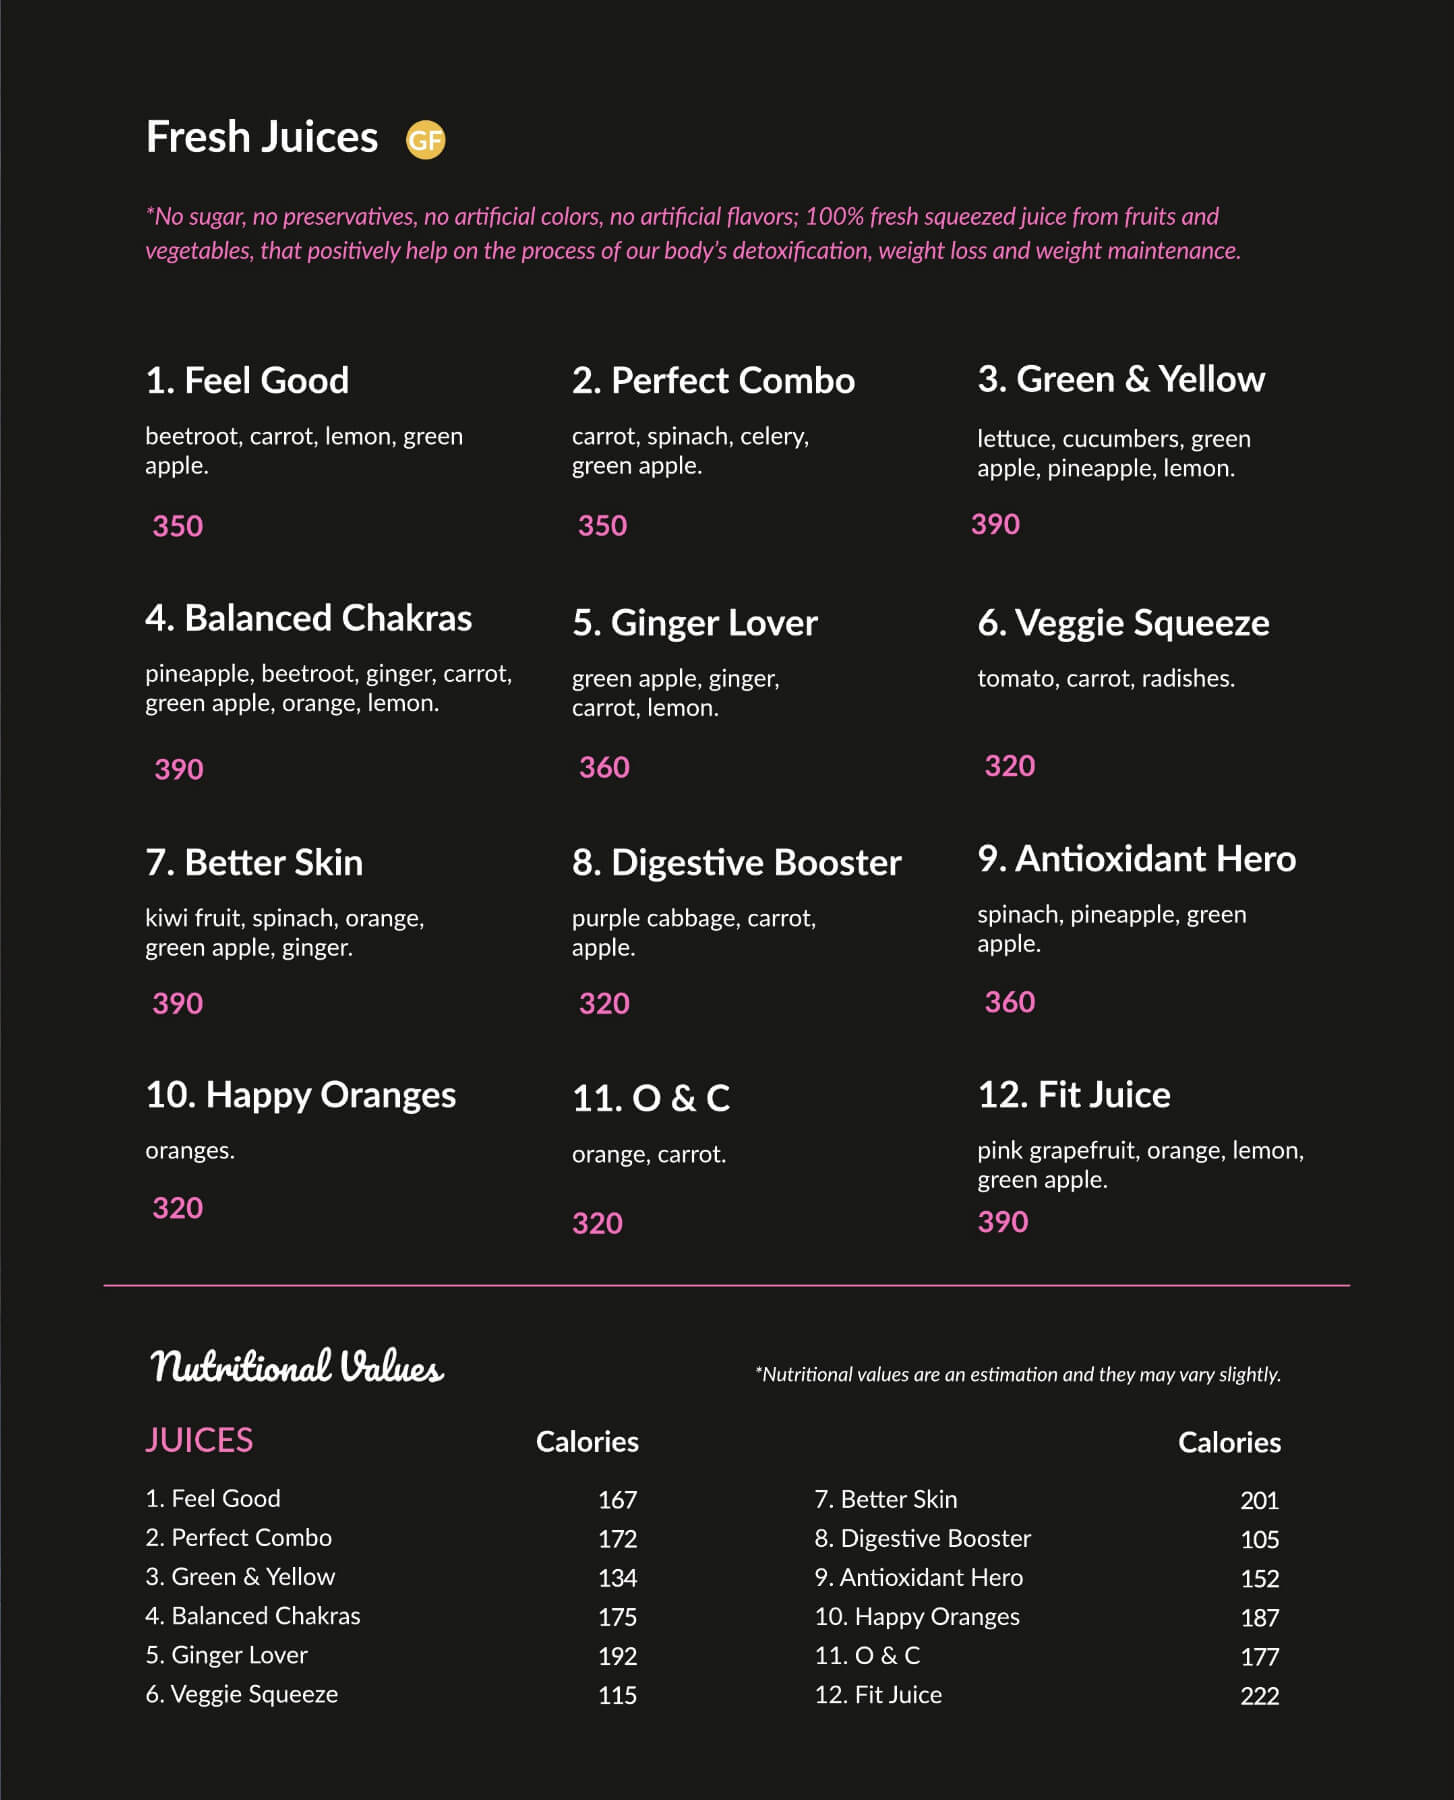 Fresh Juices GF
*No sugar, no preservatives, no artificial colors, no artificial flavors; 100% fresh squeezed juice from fruits and
vegetables, that positively help on the process of our body's detoxification, weight loss and weight maintenance.
1. Feel Good
beetroot, carrot, lemon, green
apple.
350
2. Perfect Combo
carrot, spinach, celery,
green apple.
350
3. Green & Yellow
lettuce, cucumbers, green
apple, pineapple, lemon.
390
4. Balanced Chakras
pineapple, beetroot, ginger, carrot,
green apple, orange, lemon.
390
5. Ginger Lover
green apple, ginger,
carrot, lemon.
360
6. Veggie Squeeze
tomato, carrot, radishes.
320
7. Better Skin
kiwi fruit, spinach, orange,
green apple, ginger.
390
8. Digestive Booster
purple cabbage, carrot,
apple.
320
9. Antioxidant Hero
spinach, pineapple, green
apple.
360
10. Happy Oranges
oranges.
320
11. O & C
orange, carrot.
320
12. Fit Juice
pink grapefruit, orange, lemon,
green apple.
390
Nutritional Values
*Nutritional values are an estimation and they may vary slightly.
JUICES Calories
1. Feel Good 167
2. Perfect Combo 172
3. Green & Yellow 134
4. Balanced Chakras 175
5. Ginger Lover 192
6. Veggie Squeeze 115
Calories
7. Better Skin 201
8. Digestive Booster 105
9. Antioxidant Hero 152
10. Happy Oranges 187
11. O & C 177
12. Fit Juice 222